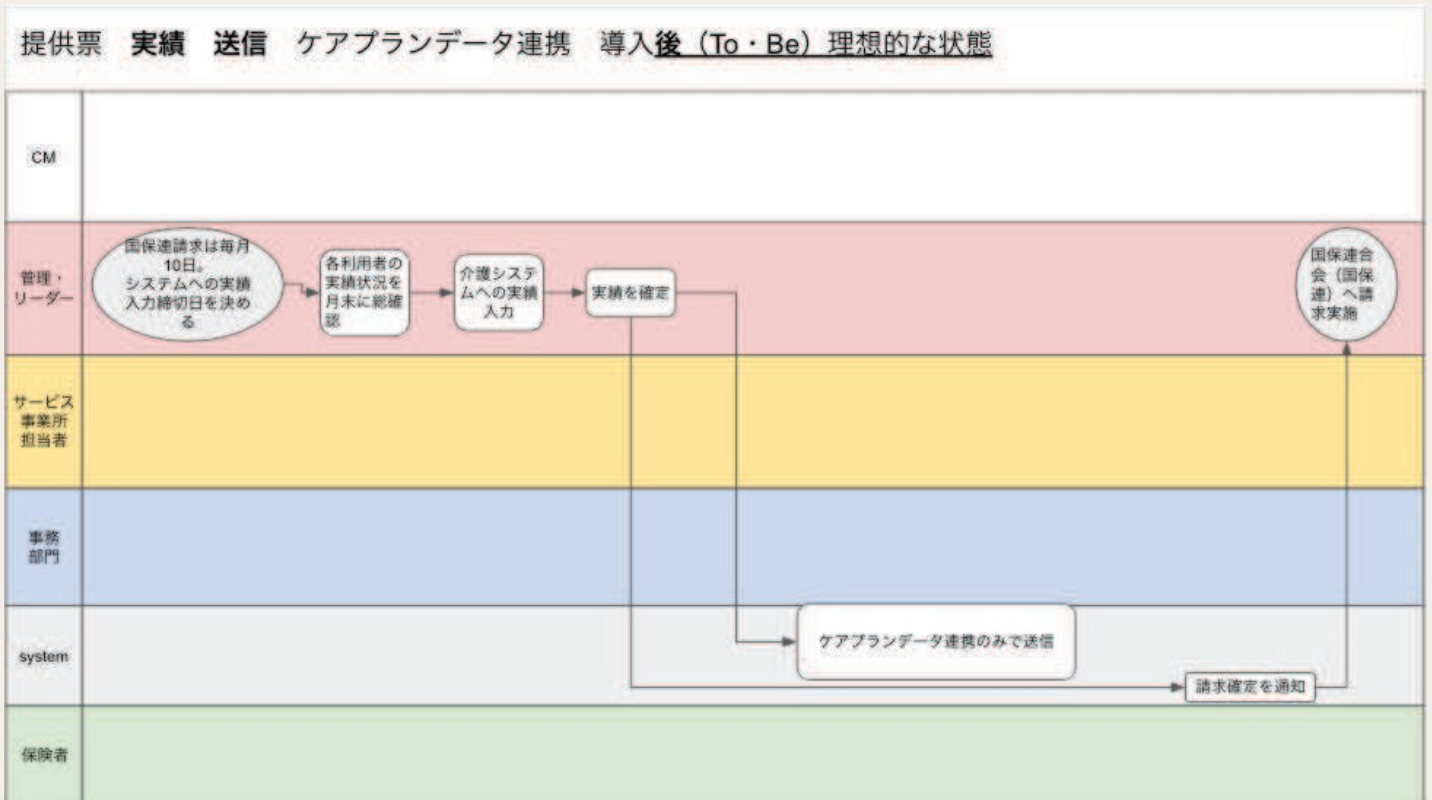 提供票　実績　送信　ケアプランデータ連携　導入後（To・Be）理想的な状態
CM
管理・
リーダー
国保連請求は毎月
10日。
システムへの実績
入力締切日を決め
る
各利用者の
実績状況を
月末に総確
認
介護システ
ムへの実績
入力
実績を確定
国保連合
会（国保
連）へ請
求実施
サービス
事業所
担当者
事務
部門
system
ケアプランデータ連携のみで送信
請求確定を通知
保険者